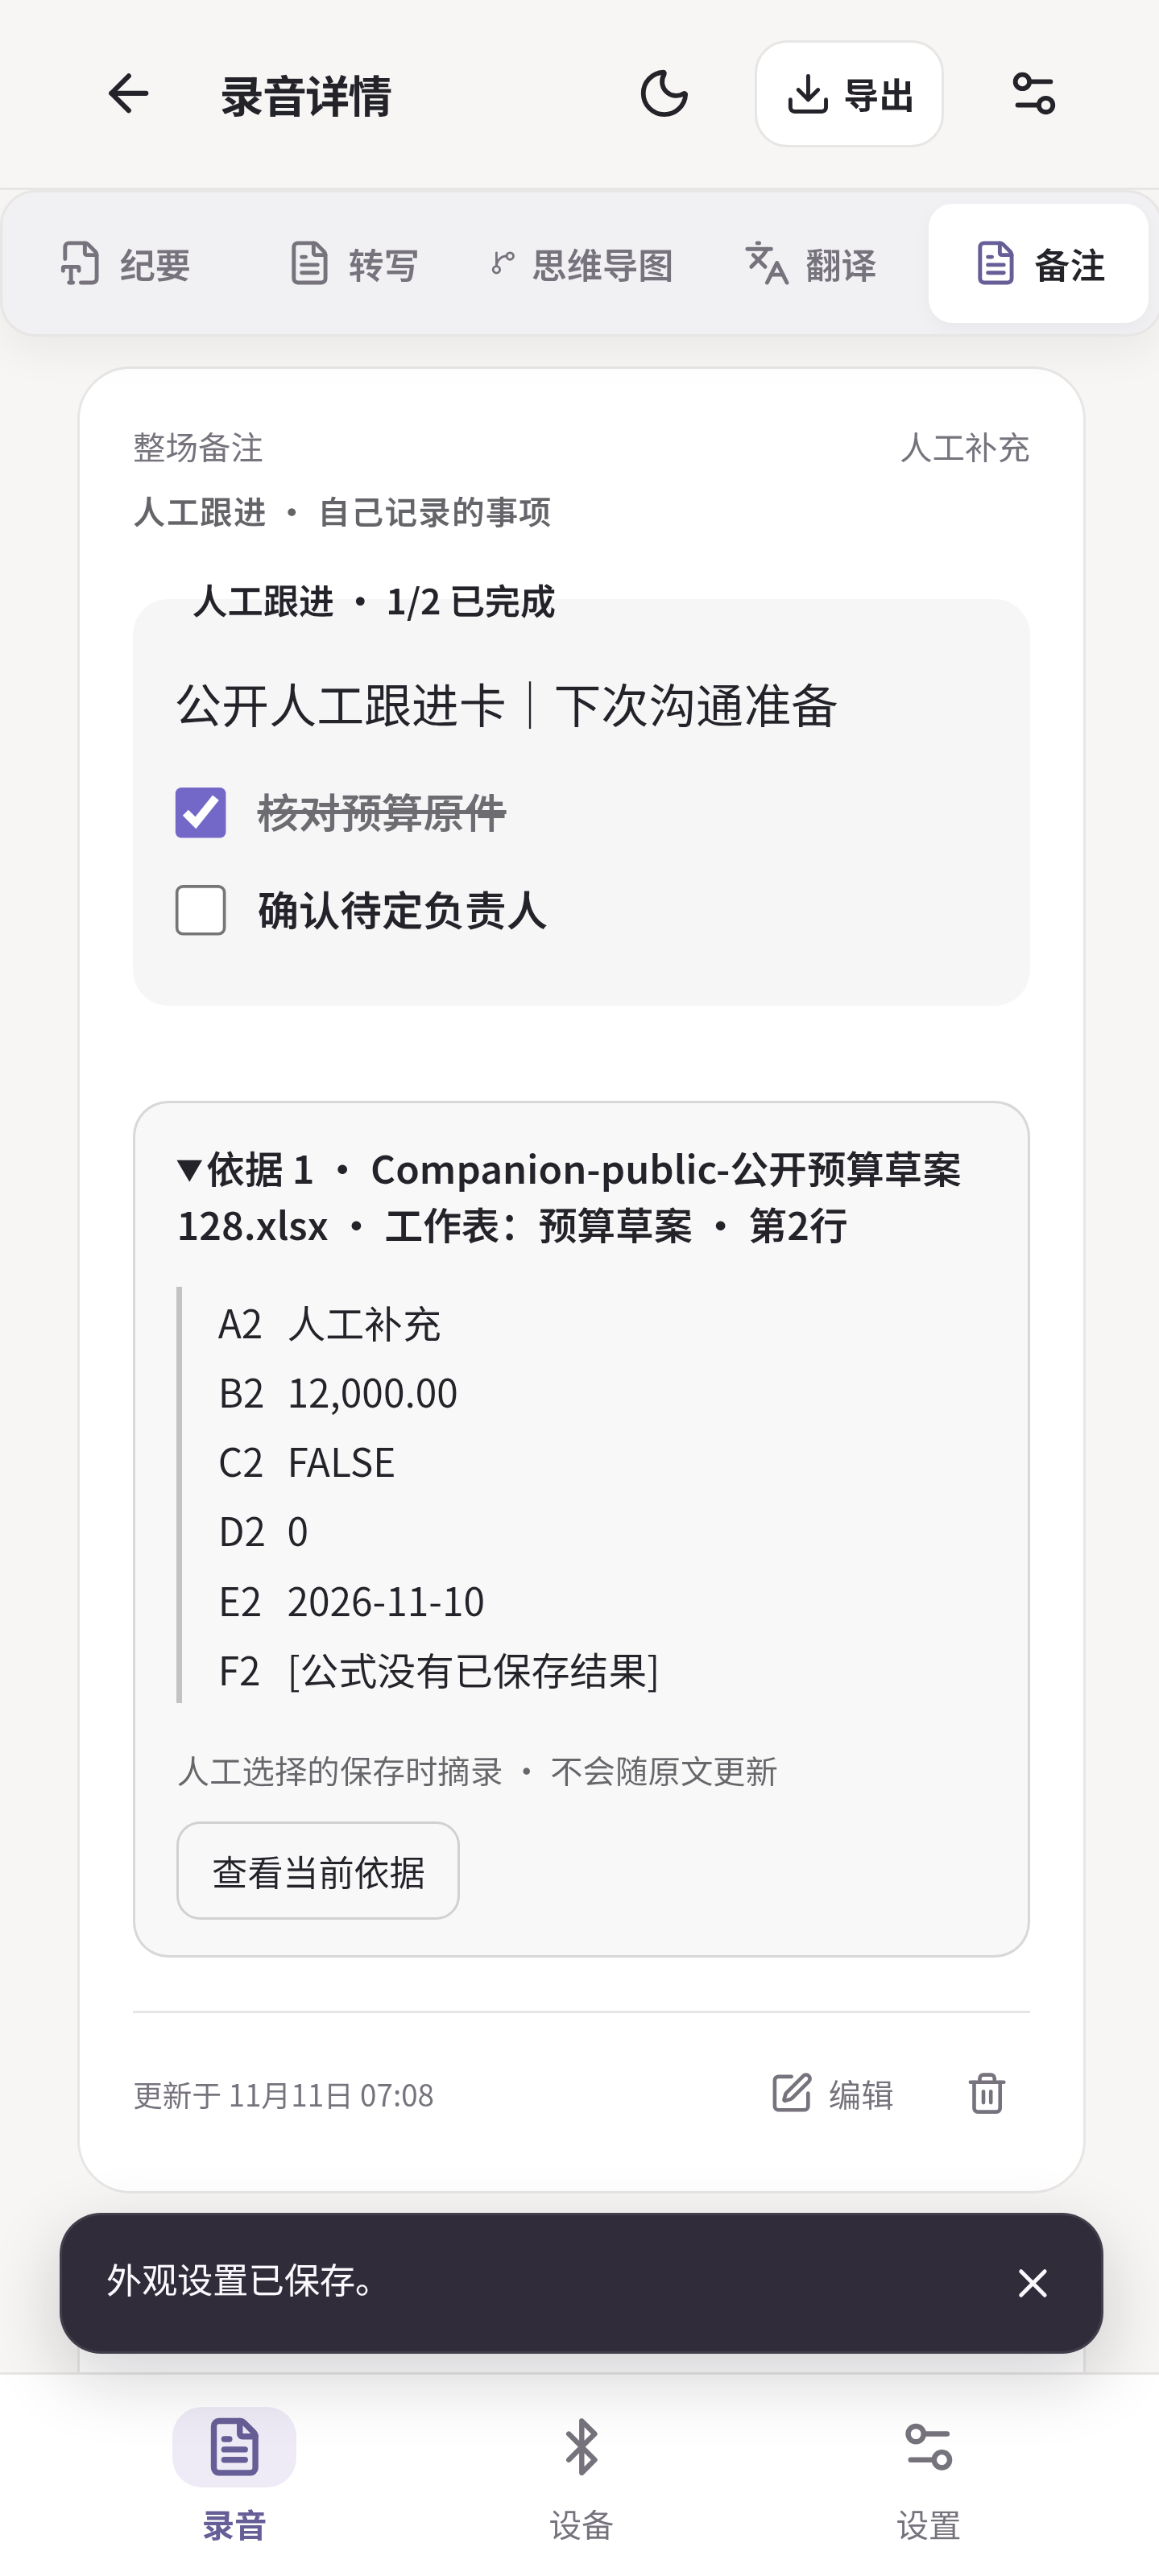 录音详情
导出
纪要
转写
思维导图
翻译
备注
整场备注
人工补充
人工跟进 · 自己记录的事项
人工跟进 · 1/2 已完成
公开人工跟进卡｜下次沟通准备
核对预算原件
确认待定负责人
▼依据 1 · Companion-public-公开预算草案
128.xlsx · 工作表：预算草案 · 第2行
A2 人工补充
B2 12,000.00
C2 FALSE
D2 0
E2 2026-11-10
F2 [公式没有已保存结果]
人工选择的保存时摘录 · 不会随原文更新
查看当前依据
更新于 11月11日 07:08
编辑
外观设置已保存。
录音
设备
设置